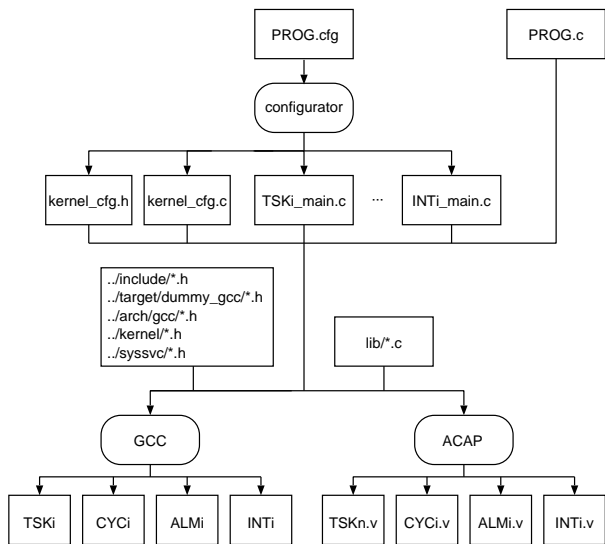 PROG.cfg
PROG.c
configurator
kernel_cfg.h
kernel_cfg.c
TSKi_main.c
...
INTi_main.c
../include/*.h
../target/dummy_gcc/*.h
../arch/gcc/*.h
../kernel/*.h
../syssvc/*.h
lib/*.c
GCC
ACAP
TSKi
CYCi
ALMi
INTi
TSKn.v
CYCi.v
ALMi.v
INTi.v